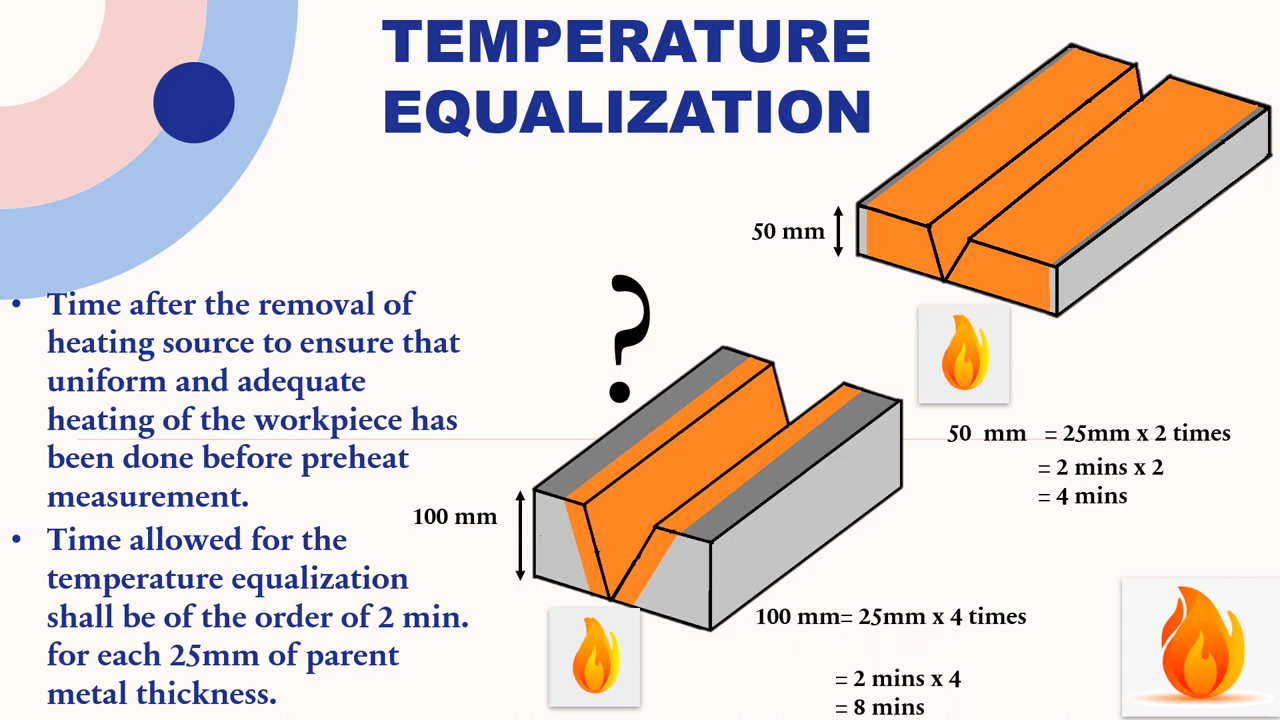 TEMPERATURE
EQUALIZATION
50 mm
• Time after the removal of
heating source to ensure that
uniform and adequate
heating of the workpiece has
been done before preheat
measurement.
• Time allowed for the
temperature equalization
shall be of the order of 2 min.
for each 25mm of parent
metal thickness.
?
100 mm
50 mm = 25mm x 2 times
= 2 mins x 2
= 4 mins
100 mm= 25mm x 4 times
= 2 mins x 4
= 8 mins